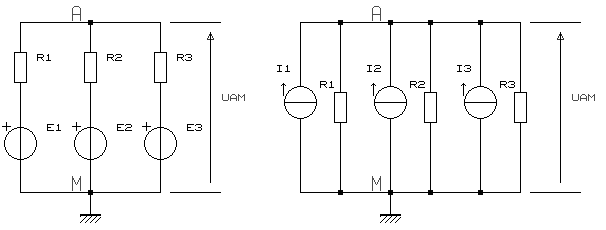 A A
R1 R2 R3 UAM
I1 I2 I3
R1 R2 R3 UAM
+ E1 + E2 + E3
M M